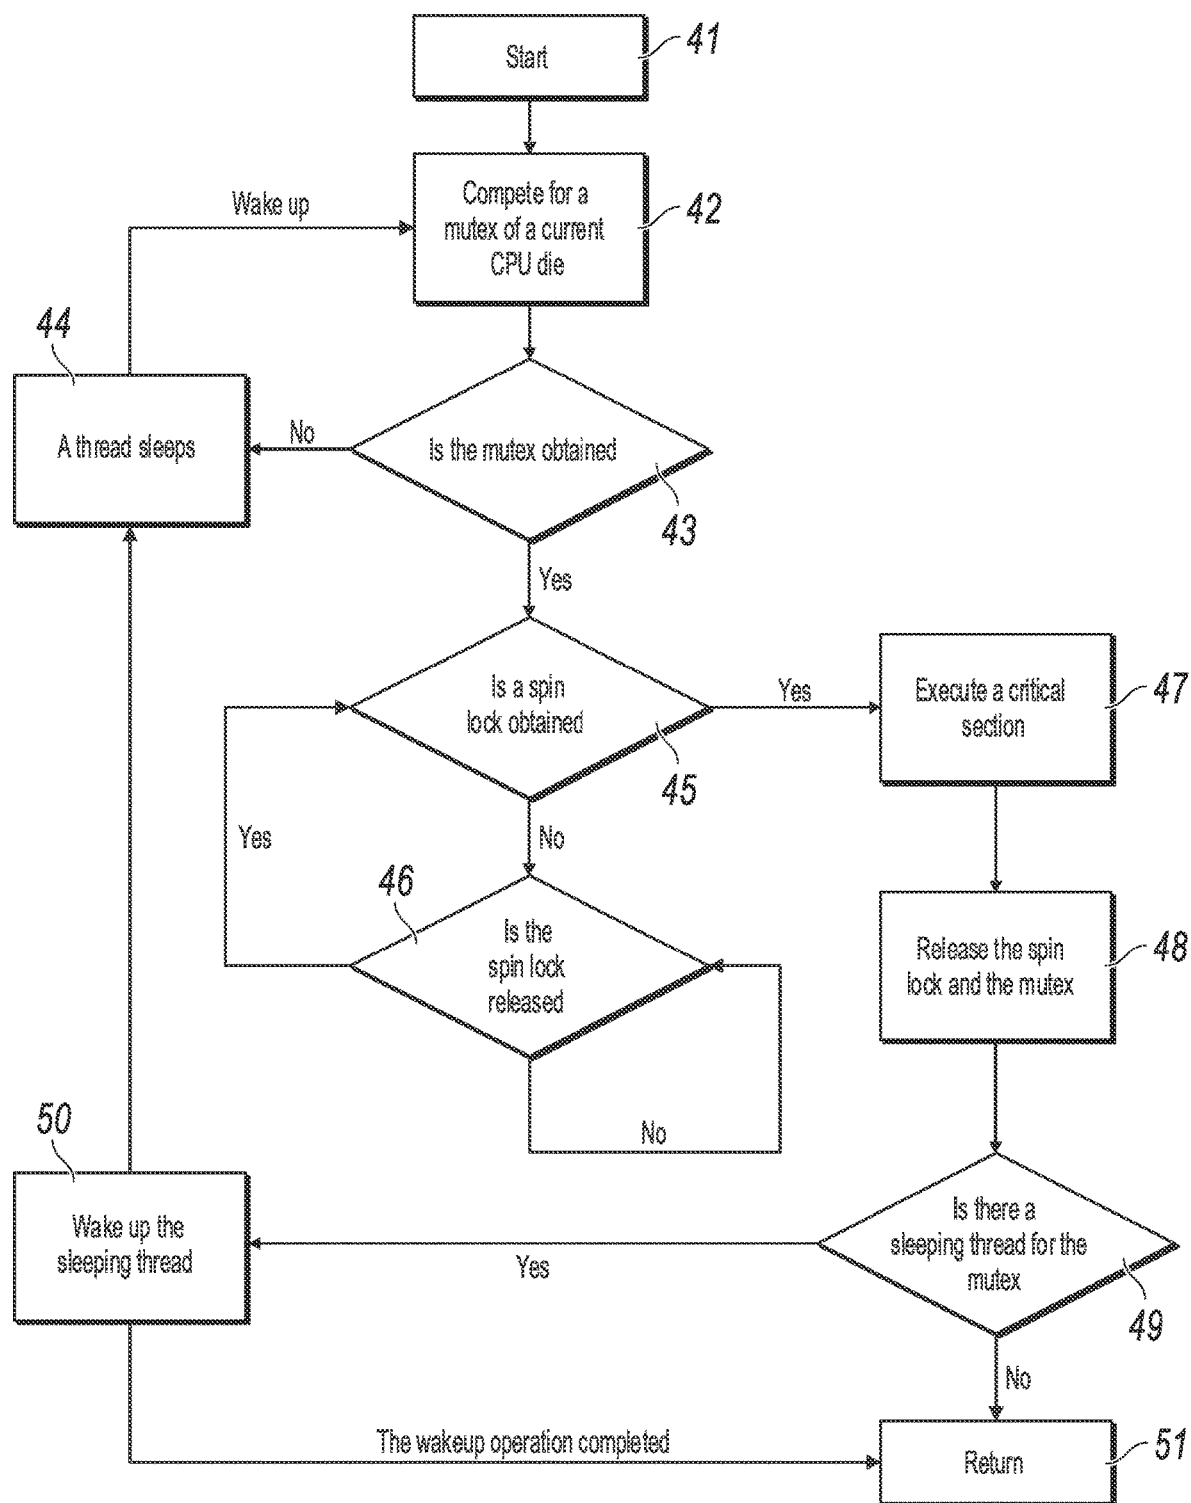 Start
41
Compete for a
mutex of a current
CPU die
42
Wake up
44
A thread sleeps
No
Is the mutex obtained
43
Yes
Is a spin
lock obtained
45
Yes
Execute a critical
section
47
Yes
No
46
Is the
spin lock
released
No
Release the spin
lock and the mutex
48
50
Wake up the
sleeping thread
Yes
Is there a
sleeping thread for the
mutex
49
No
The wakeup operation completed
Return
51